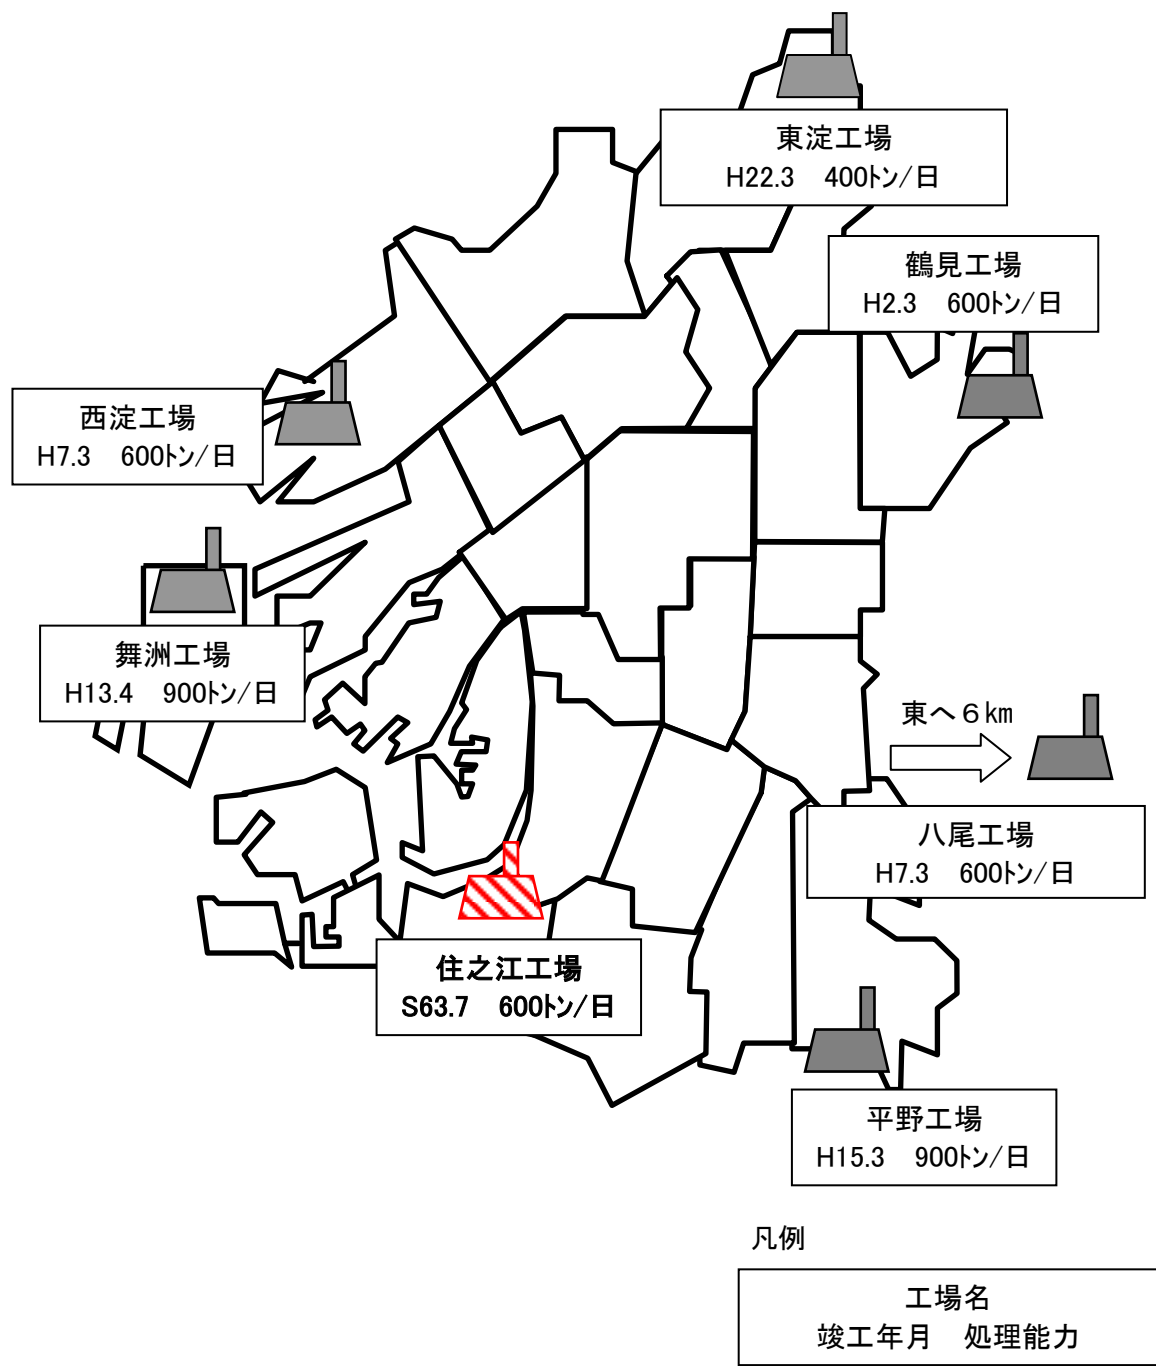 東淀工場
H22.3　400トン/日
鶴見工場
H2.3　600トン/日
西淀工場
H7.3　600トン/日
舞洲工場
H13.4　900トン/日
東へ６㎞
八尾工場
H7.3　600トン/日
住之江工場
S63.7　600トン/日
平野工場
H15.3　900トン/日
凡例
工場名
竣工年月　処理能力